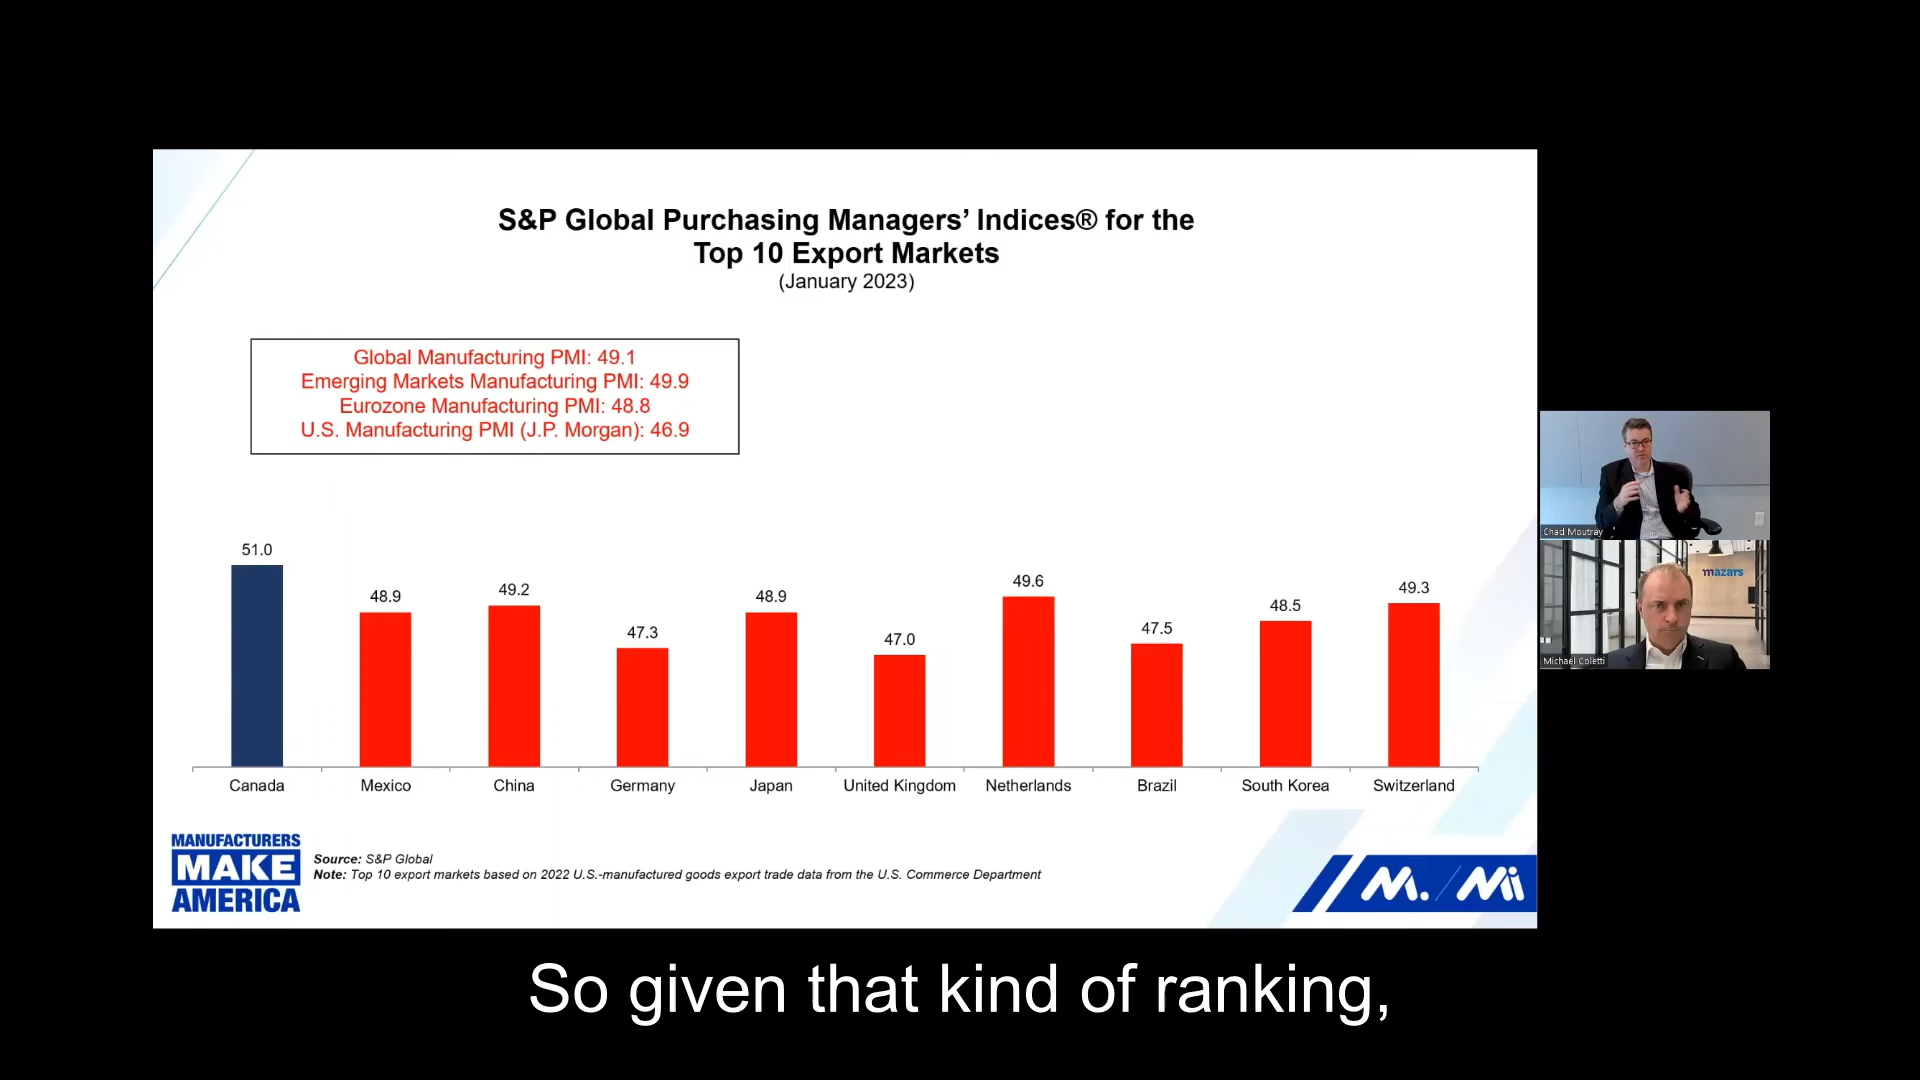 S&P Global Purchasing Managers’ Indices® for the
Top 10 Export Markets
(January 2023)
Global Manufacturing PMI: 49.1
Emerging Markets Manufacturing PMI: 49.9
Eurozone Manufacturing PMI: 48.8
U.S. Manufacturing PMI (J.P. Morgan): 46.9
51.0
48.9
49.2
47.3
48.9
47.0
49.6
47.5
48.5
49.3
Canada
Mexico
China
Germany
Japan
United Kingdom
Netherlands
Brazil
South Korea
Switzerland
MANUFACTURERS
MAKE
AMERICA
Source: S&P Global
Note: Top 10 export markets based on 2022 U.S.-manufactured goods export trade data from the U.S. Commerce Department
M. / Mi
Chad Moutray
mazars
Michael Coletti
So given that kind of ranking,